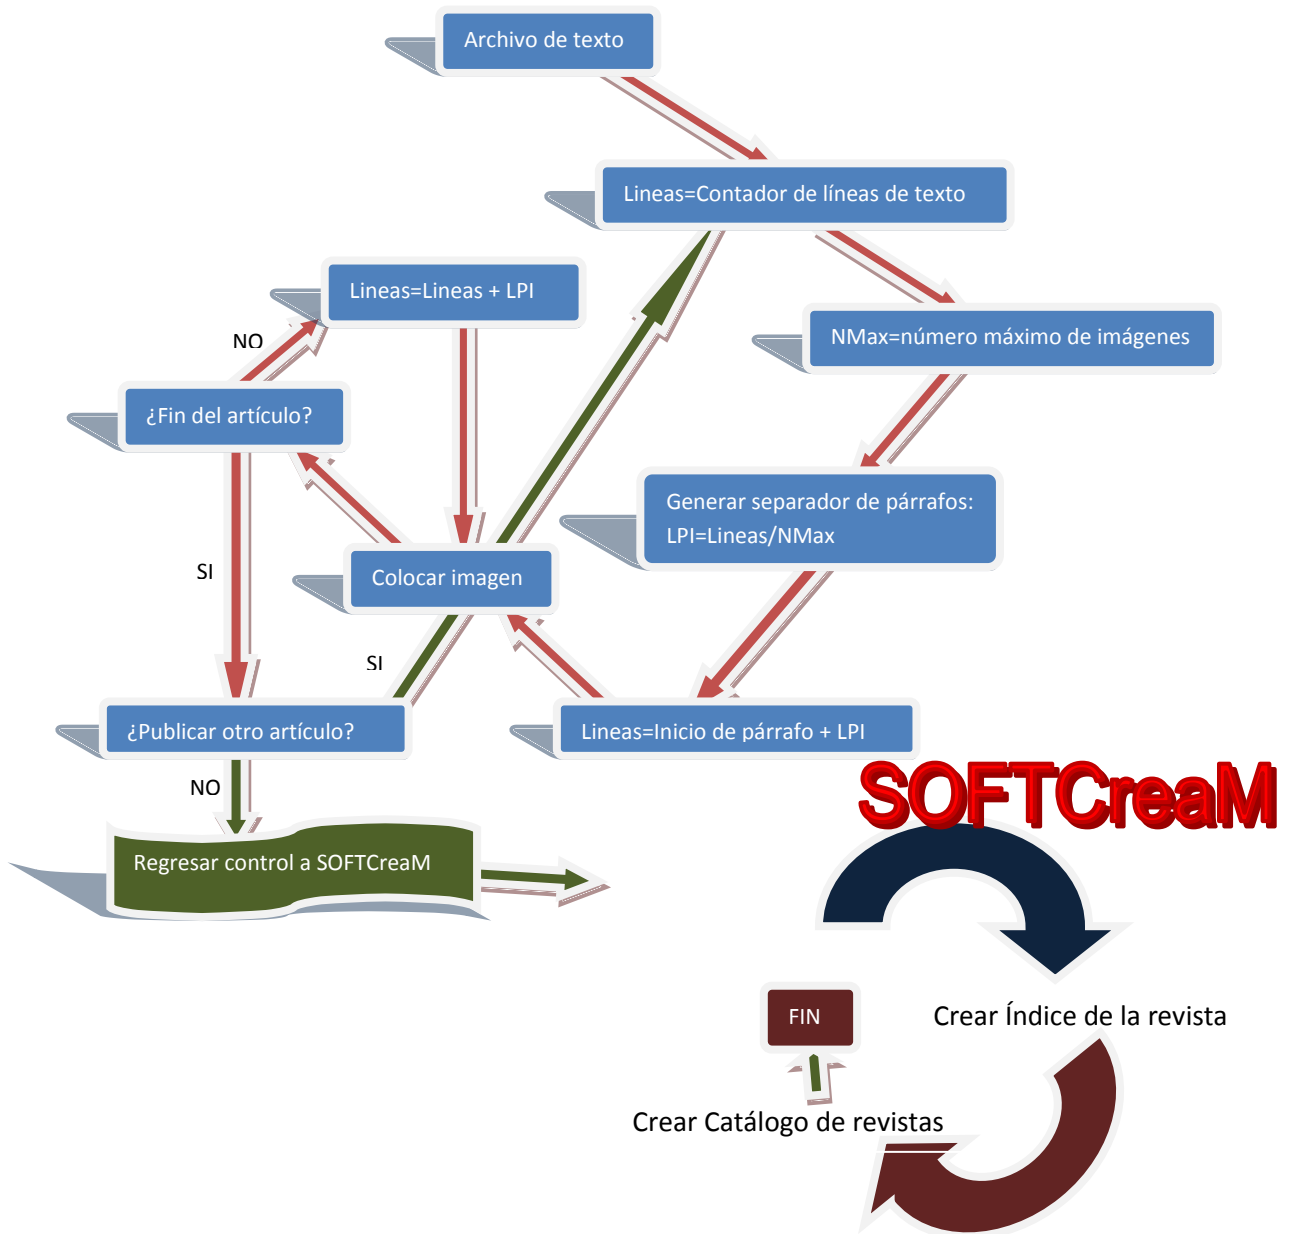 Archivo de texto
Lineas=Contador de líneas de texto
Lineas=Lineas + LPI
NMax=número máximo de imágenes
NO
¿Fin del artículo?
Generar separador de párrafos:
LPI=Lineas/NMax
Colocar imagen
SI
SI
¿Publicar otro artículo?
Lineas=Inicio de párrafo + LPI
NO
SOFTCreaM
Regresar control a SOFTCreaM
FIN
Crear Índice de la revista
Crear Catálogo de revistas